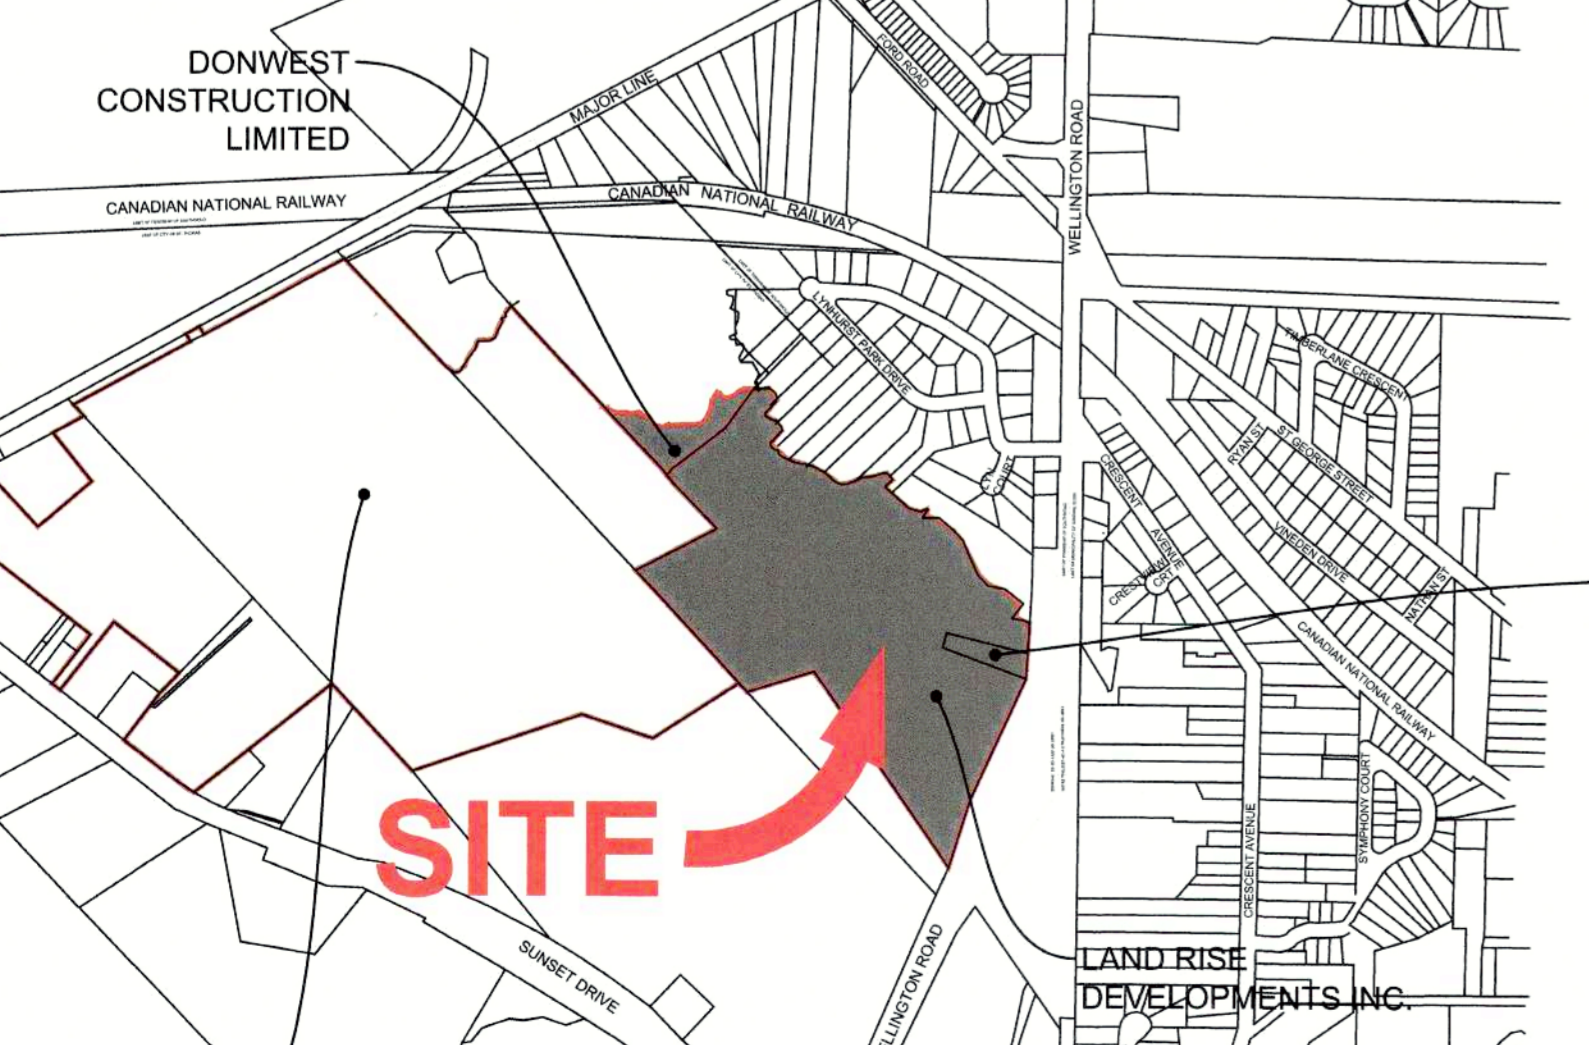 DONWEST
CONSTRUCTION
LIMITED
MAJOR LINE
FORD ROAD
WELLINGTON ROAD
CANADIAN NATIONAL RAILWAY
CANADIAN NATIONAL RAILWAY
LYNHURST PARK DRIVE
TIMBERLANE CRESCENT
RYAN ST
ST GEORGE STREET
LYN
COURT
CRESCENT
AVENUE
VINEDEN DRIVE
CRESTVIEW
CRT
NATHAN ST
CANADIAN NATIONAL RAILWAY
SYMPHONY COURT
CRESCENT AVENUE
SITE
SUNSET DRIVE
LLINGTON ROAD
LAND RISE
DEVELOPMENTS INC.